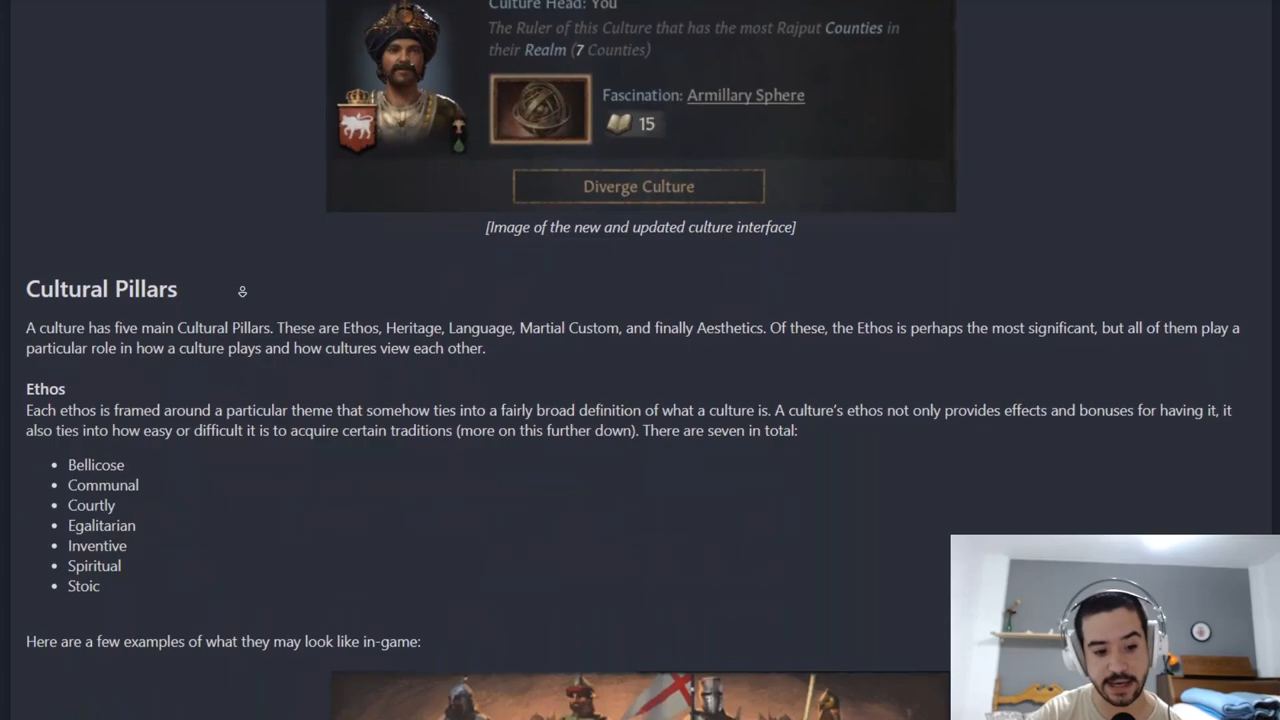 Culture Head: You
The Ruler of this Culture that has the most Rajput Counties in
their Realm (7 Counties)
Fascination: Armillary Sphere
15
Diverge Culture
[Image of the new and updated culture interface]
Cultural Pillars
A culture has five main Cultural Pillars. These are Ethos, Heritage, Language, Martial Custom, and finally Aesthetics. Of these, the Ethos is perhaps the most significant, but all of them play a
particular role in how a culture plays and how cultures view each other.
Ethos
Each ethos is framed around a particular theme that somehow ties into a fairly broad definition of what a culture is. A culture’s ethos not only provides effects and bonuses for having it, it
also ties into how easy or difficult it is to acquire certain traditions (more on this further down). There are seven in total:
• Bellicose
• Communal
• Courtly
• Egalitarian
• Inventive
• Spiritual
• Stoic
Here are a few examples of what they may look like in-game: